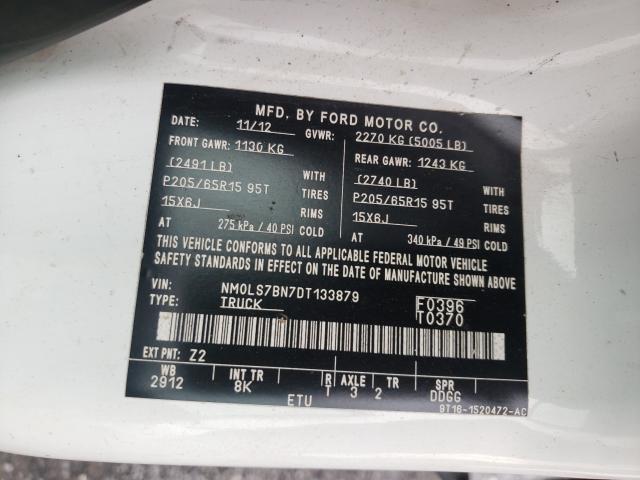 MFD. BY FORD MOTOR CO.
DATE: 11/12 GVWR: 2270 KG (5005 LB)
FRONT GAWR: 1130 KG REAR GAWR: 1243 KG
(2491 LB) WITH (2740 LB) WITH
P205/65R15 95T TIRES P205/65R15 95T TIRES
15X6J RIMS 15X6J RIMS
AT 275 kPa / 40 PSI COLD AT 340 kPa / 49 PSI COLD
THIS VEHICLE CONFORMS TO ALL APPLICABLE FEDERAL MOTOR VEHICLE
SAFETY STANDARDS IN EFFECT ON THE DATE OF MANUFACTURE SHOWN ABOVE
VIN: NM0LS7BN7DT133879 F0396
TYPE: TRUCK T0370
EXT PNT: Z2
WB INT TR R T AXLE TR SPR
2912 8K 3 2 DDGG
ETU 9T16-1520472-AC